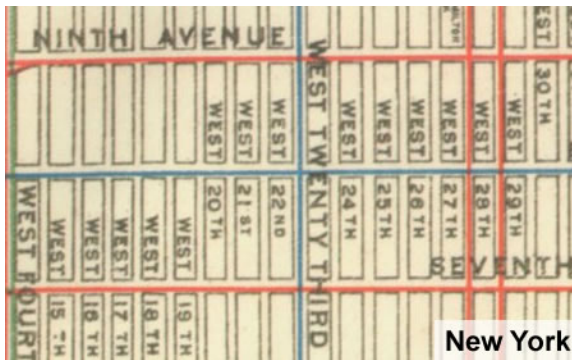 NINTH AVENUE
WEST TWENTY THIRD
WEST 20TH
WEST 21ST
WEST 22ND
WEST 24TH
WEST 25TH
WEST 26TH
WEST 27TH
WEST 28TH
WEST 29TH
WEST 30TH
WEST FOURT
WEST 15TH
WEST 16TH
WEST 17TH
WEST 18TH
WEST 19TH
SEVENTH
New York